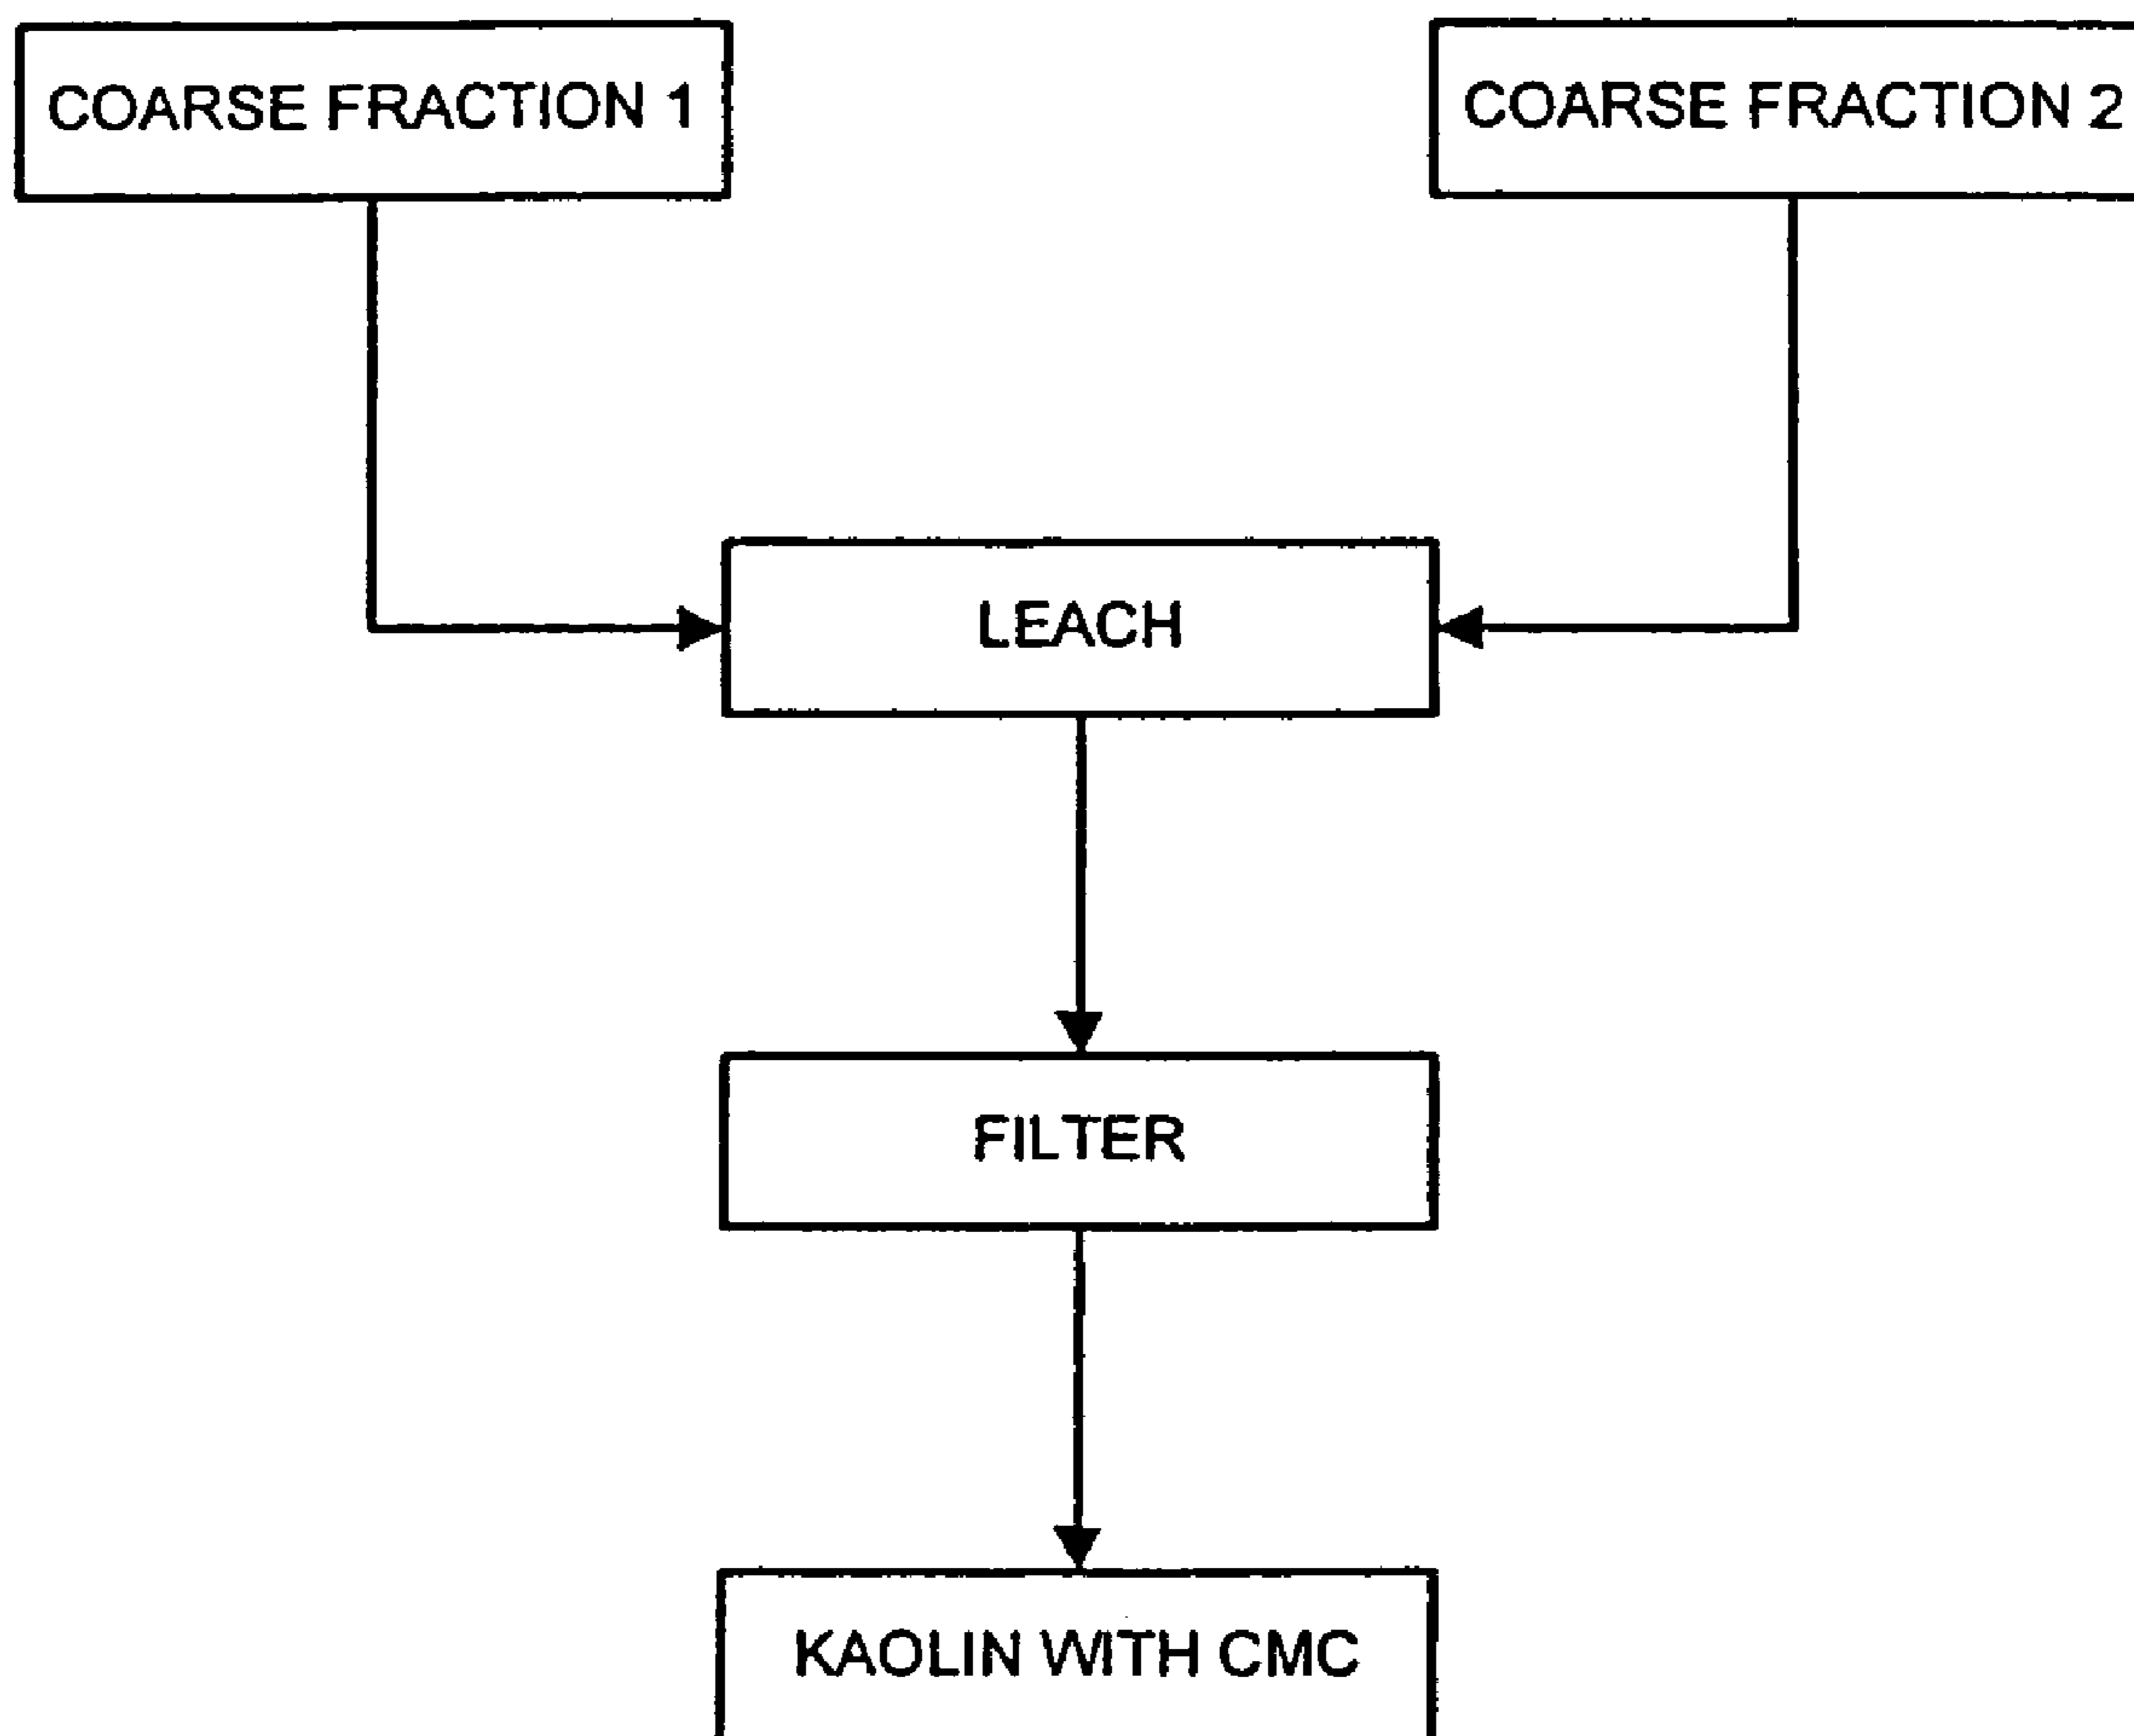 COARSE FRACTION 1
COARSE FRACTION 2
LEACH
FILTER
KAOLIN WITH CMC